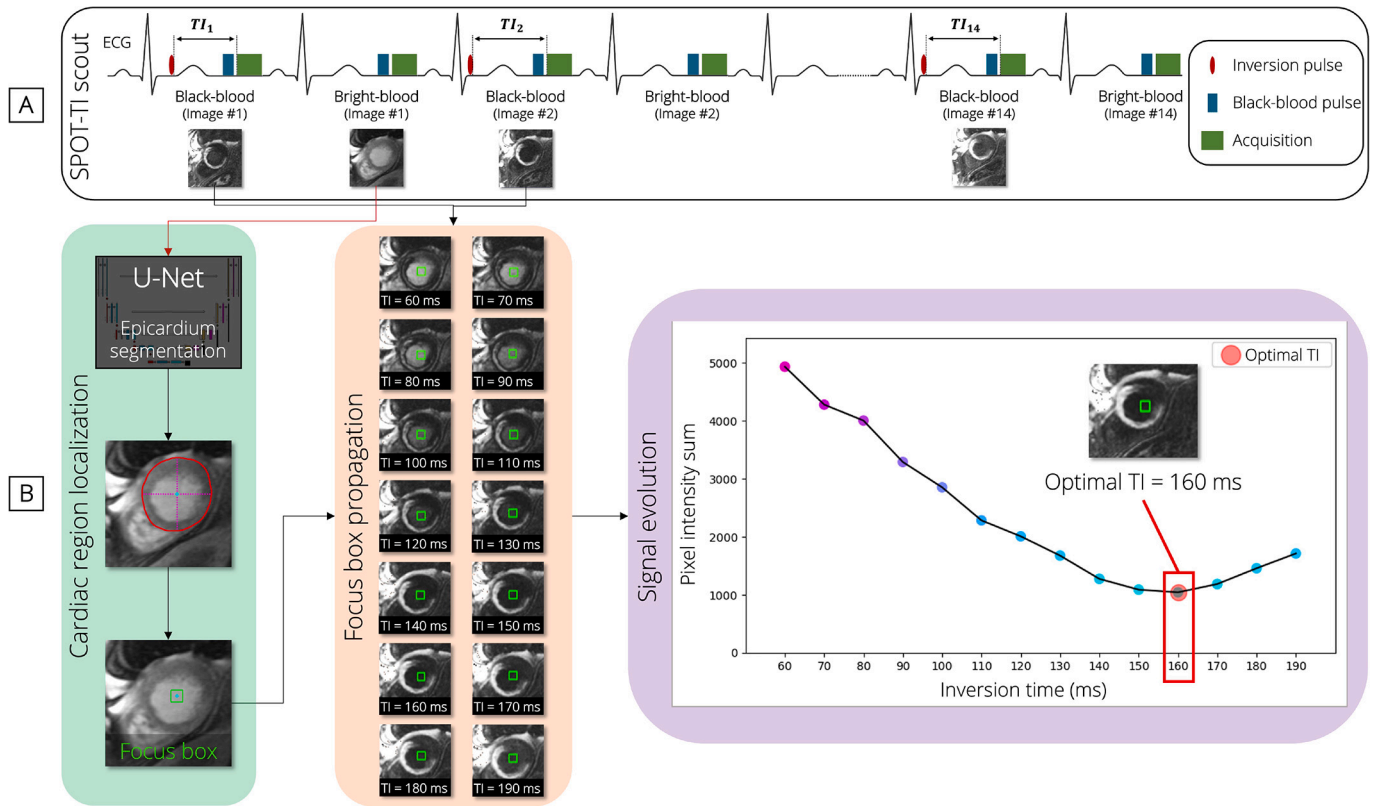 A
SPOT-TI scout
ECG
TI1
TI2
TI14
Black-blood
(Image #1)
Bright-blood
(Image #1)
Black-blood
(Image #2)
Bright-blood
(Image #2)
Black-blood
(Image #14)
Bright-blood
(Image #14)
Inversion pulse
Black-blood pulse
Acquisition
B
Cardiac region localization
U-Net
Epicardium
segmentation
Focus box
Focus box propagation
TI = 60 ms
TI = 70 ms
TI = 80 ms
TI = 90 ms
TI = 100 ms
TI = 110 ms
TI = 120 ms
TI = 130 ms
TI = 140 ms
TI = 150 ms
TI = 160 ms
TI = 170 ms
TI = 180 ms
TI = 190 ms
Signal evolution
Pixel intensity sum
5000
4000
3000
2000
1000
0
Optimal TI
Optimal TI = 160 ms
60 70 80 90 100 110 120 130 140 150 160 170 180 190
Inversion time (ms)